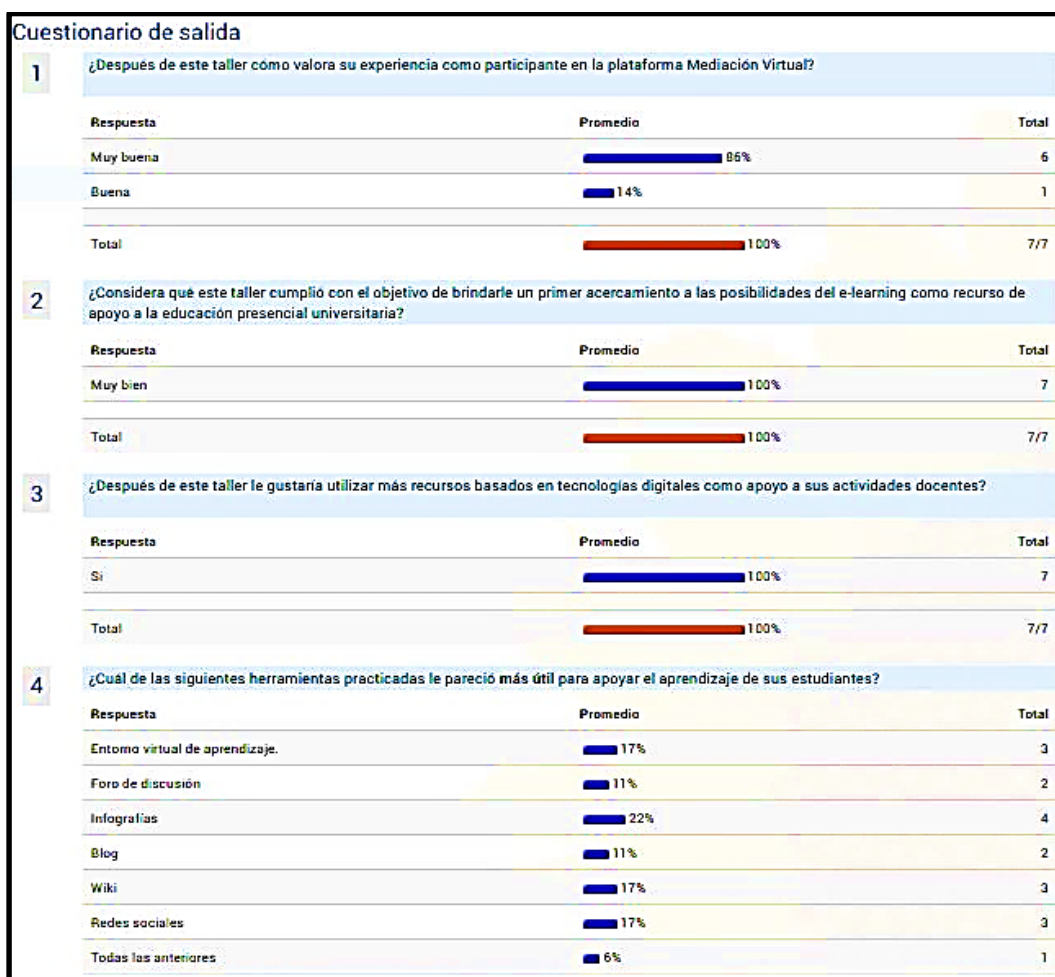 Cuestionario de salida
1 ¿Después de este taller cómo valora su experiencia como participante en la plataforma Mediación Virtual?
Respuesta Promedio Total
Muy buena 86% 6
Buena 14% 1
Total 100% 7/7
2 ¿Considera qué este taller cumplió con el objetivo de brindarle un primer acercamiento a las posibilidades del e-learning como recurso de
apoyo a la educación presencial universitaria?
Respuesta Promedio Total
Muy bien 100% 7
Total 100% 7/7
3 ¿Después de este taller le gustaría utilizar más recursos basados en tecnologías digitales como apoyo a sus actividades docentes?
Respuesta Promedio Total
Si 100% 7
Total 100% 7/7
4 ¿Cuál de las siguientes herramientas practicadas le pareció más útil para apoyar el aprendizaje de sus estudiantes?
Respuesta Promedio Total
Entorno virtual de aprendizaje. 17% 3
Foro de discusión 11% 2
Infografías 22% 4
Blog 11% 2
Wiki 17% 3
Redes sociales 17% 3
Todas las anteriores 6% 1